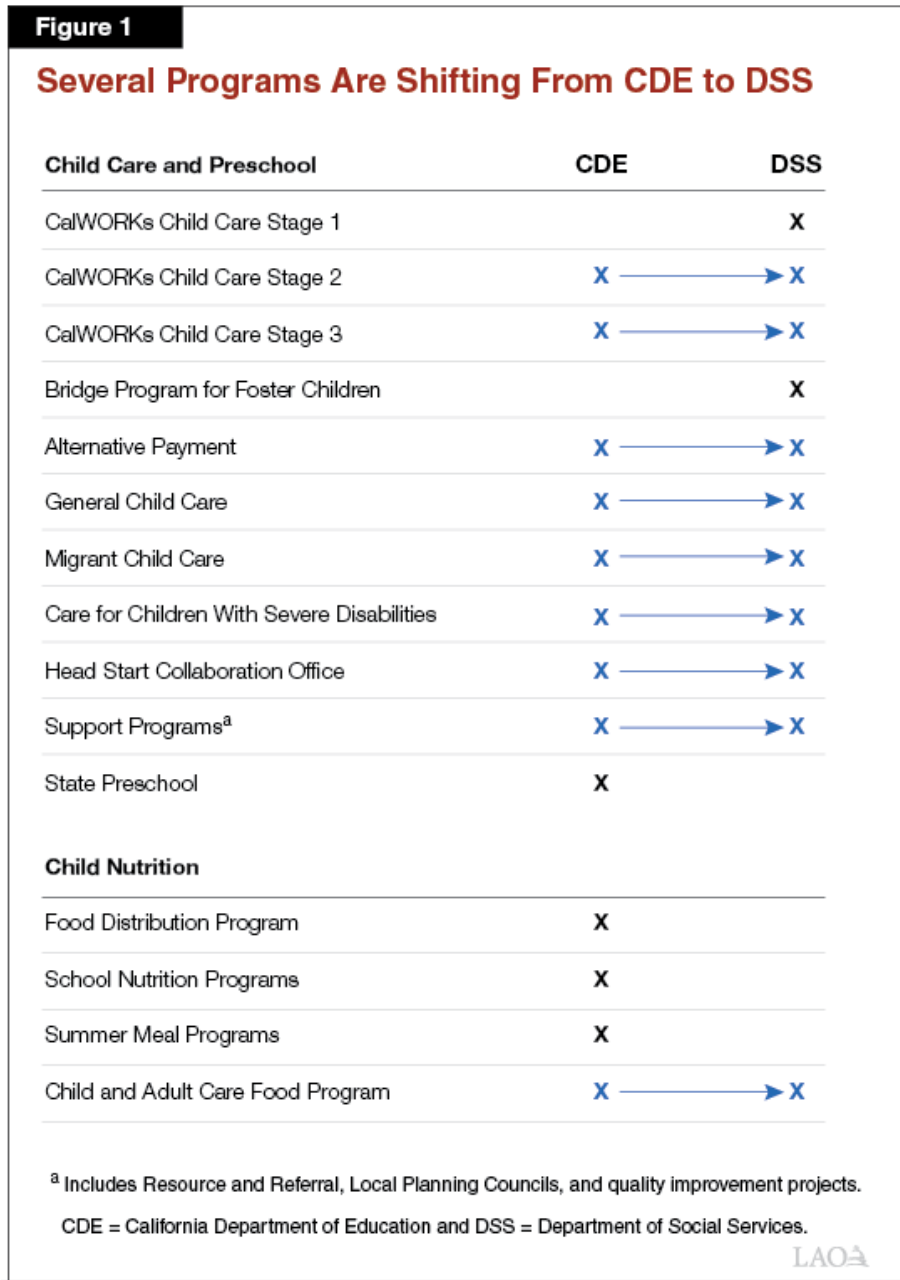 Figure 1
Several Programs Are Shifting From CDE to DSS
Child Care and Preschool CDE DSS
CalWORKs Child Care Stage 1 X
CalWORKs Child Care Stage 2 X X
CalWORKs Child Care Stage 3 X X
Bridge Program for Foster Children X
Alternative Payment X X
General Child Care X X
Migrant Child Care X X
Care for Children With Severe Disabilities X X
Head Start Collaboration Office X X
Support Programsa X X
State Preschool X
Child Nutrition
Food Distribution Program X
School Nutrition Programs X
Summer Meal Programs X
Child and Adult Care Food Program X X
a Includes Resource and Referral, Local Planning Councils, and quality improvement projects.
CDE = California Department of Education and DSS = Department of Social Services.
LAO